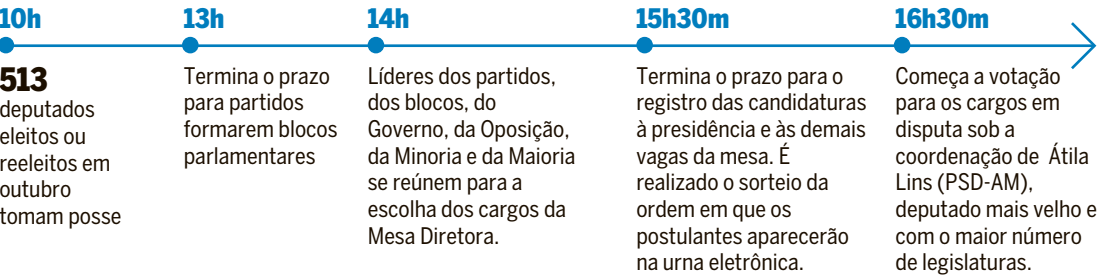 10h
513
deputados
eleitos ou
reeleitos em
outubro
tomam posse
13h
Termina o prazo
para partidos
formarem blocos
parlamentares
14h
Líderes dos partidos,
dos blocos, do
Governo, da Oposição,
da Minoria e da Maioria
se reúnem para a
escolha dos cargos da
Mesa Diretora.
15h30m
Termina o prazo para o
registro das candidaturas
à presidência e às demais
vagas da mesa. É
realizado o sorteio da
ordem em que os
postulantes aparecerão
na urna eletrônica.
16h30m
Começa a votação
para os cargos em
disputa sob a
coordenação de Átila
Lins (PSD-AM),
deputado mais velho e
com o maior número
de legislaturas.